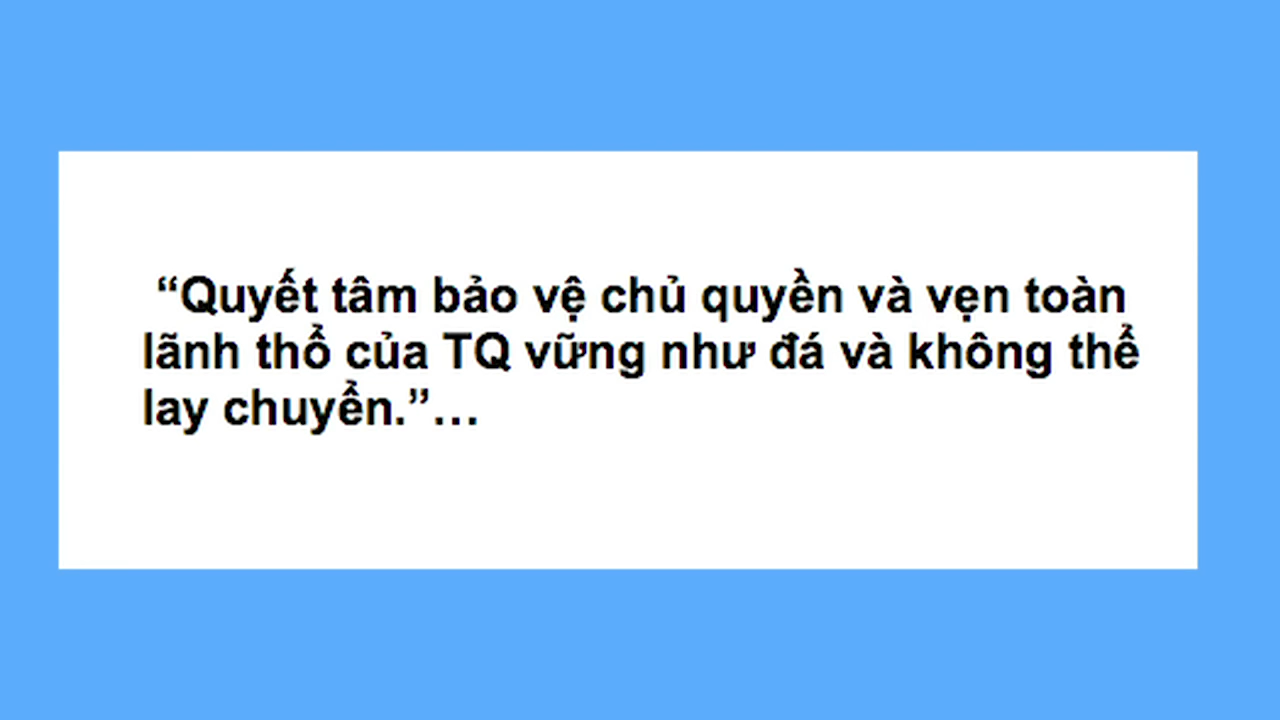 “Quyết tâm bảo vệ chủ quyền và vẹn toàn
lãnh thổ của TQ vững như đá và không thể
lay chuyển.”…